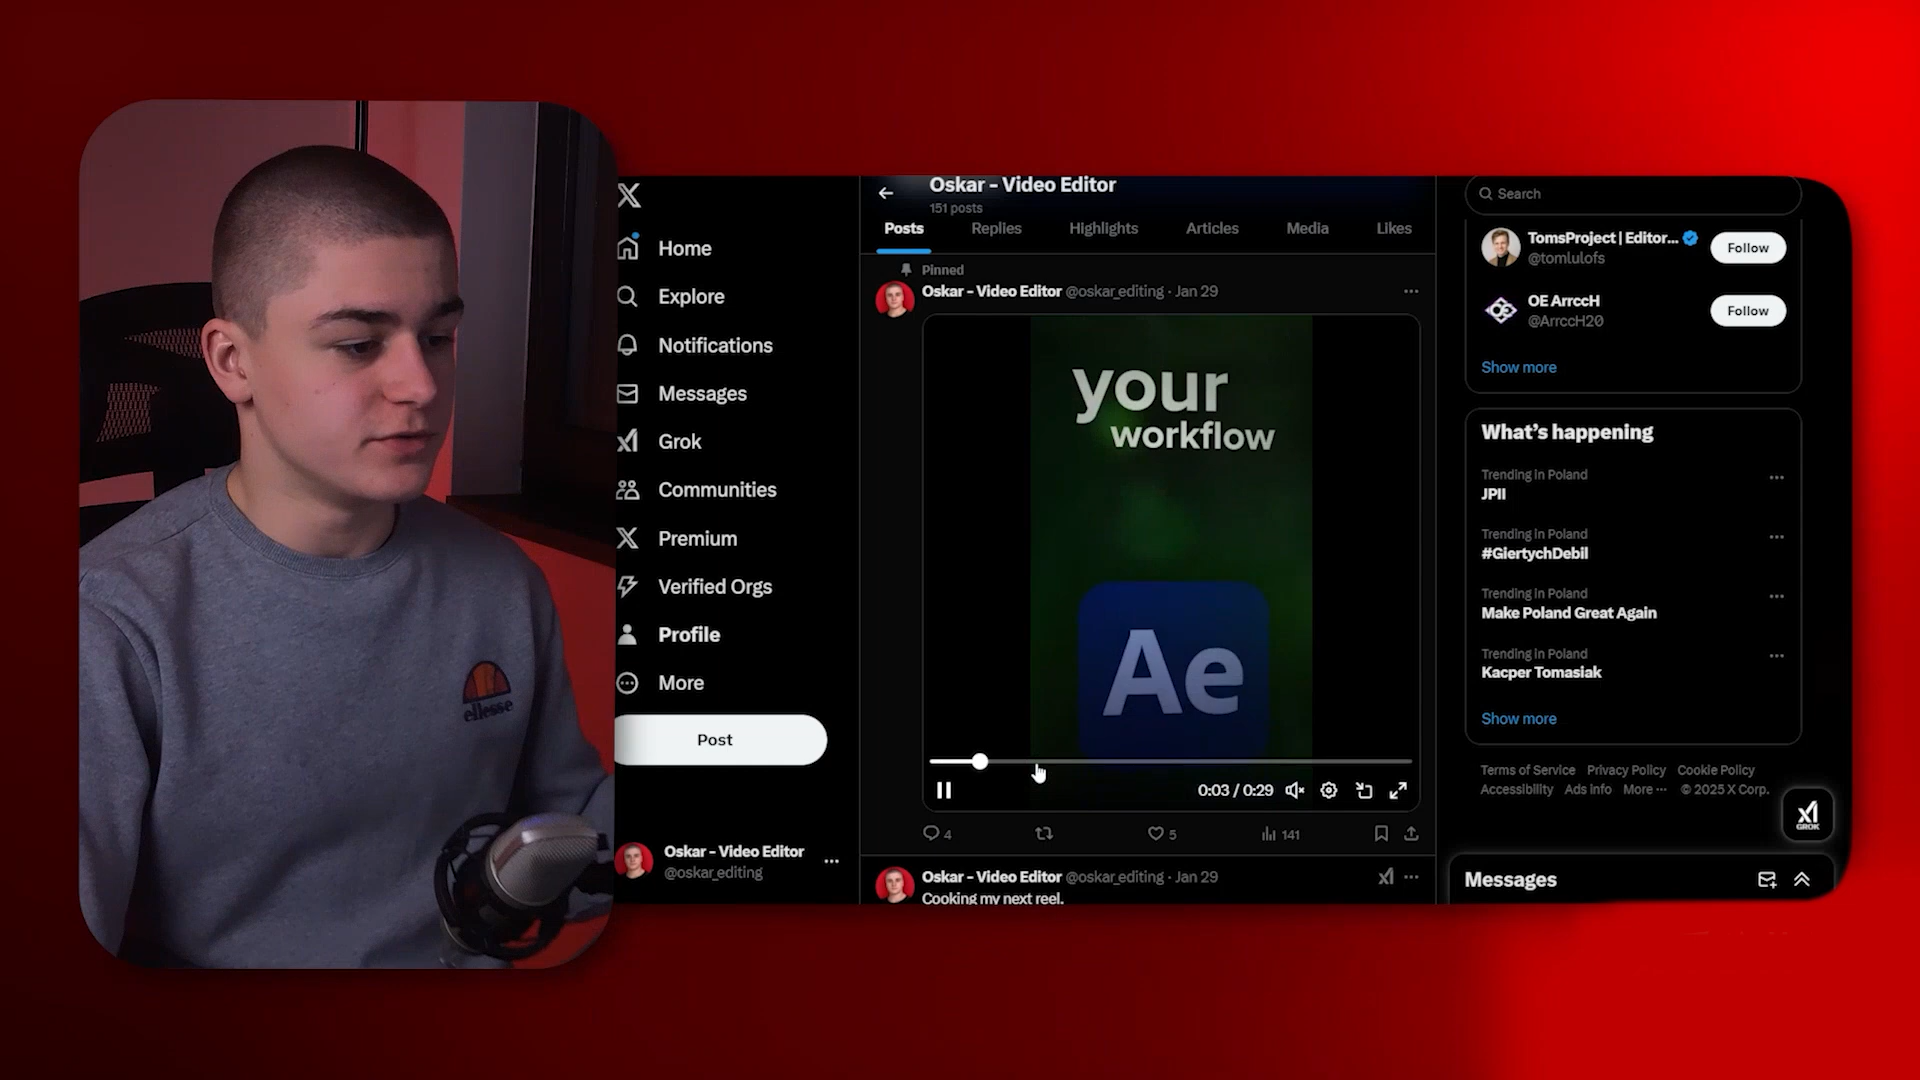 ellesse
Home
Explore
Notifications
Messages
Grok
Communities
Premium
Verified Orgs
Profile
More
Post
Oskar - Video Editor
@oskar_editing
Oskar - Video Editor
151 posts
Posts Replies Highlights Articles Media Likes
Pinned
Oskar - Video Editor @oskar_editing · Jan 29
your
workflow
Ae
0:03 / 0:29
4 5 141
Oskar - Video Editor @oskar_editing · Jan 29
Cooking my next reel.
Search
TomsProject | Editor...
@tomlulofs
Follow
OE ArrccH
@ArrccH20
Follow
Show more
What's happening
Trending in Poland
JPII
Trending in Poland
#GiertychDebil
Trending in Poland
Make Poland Great Again
Trending in Poland
Kacper Tomasiak
Show more
Terms of Service Privacy Policy Cookie Policy
Accessibility Ads info More ··· © 2025 X Corp.
GROK
Messages